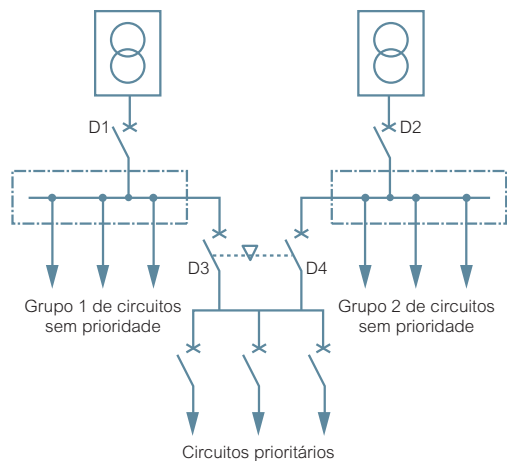 D1
D2
D3
D4
Grupo 1 de circuitos
sem prioridade
Grupo 2 de circuitos
sem prioridade
Circuitos prioritários